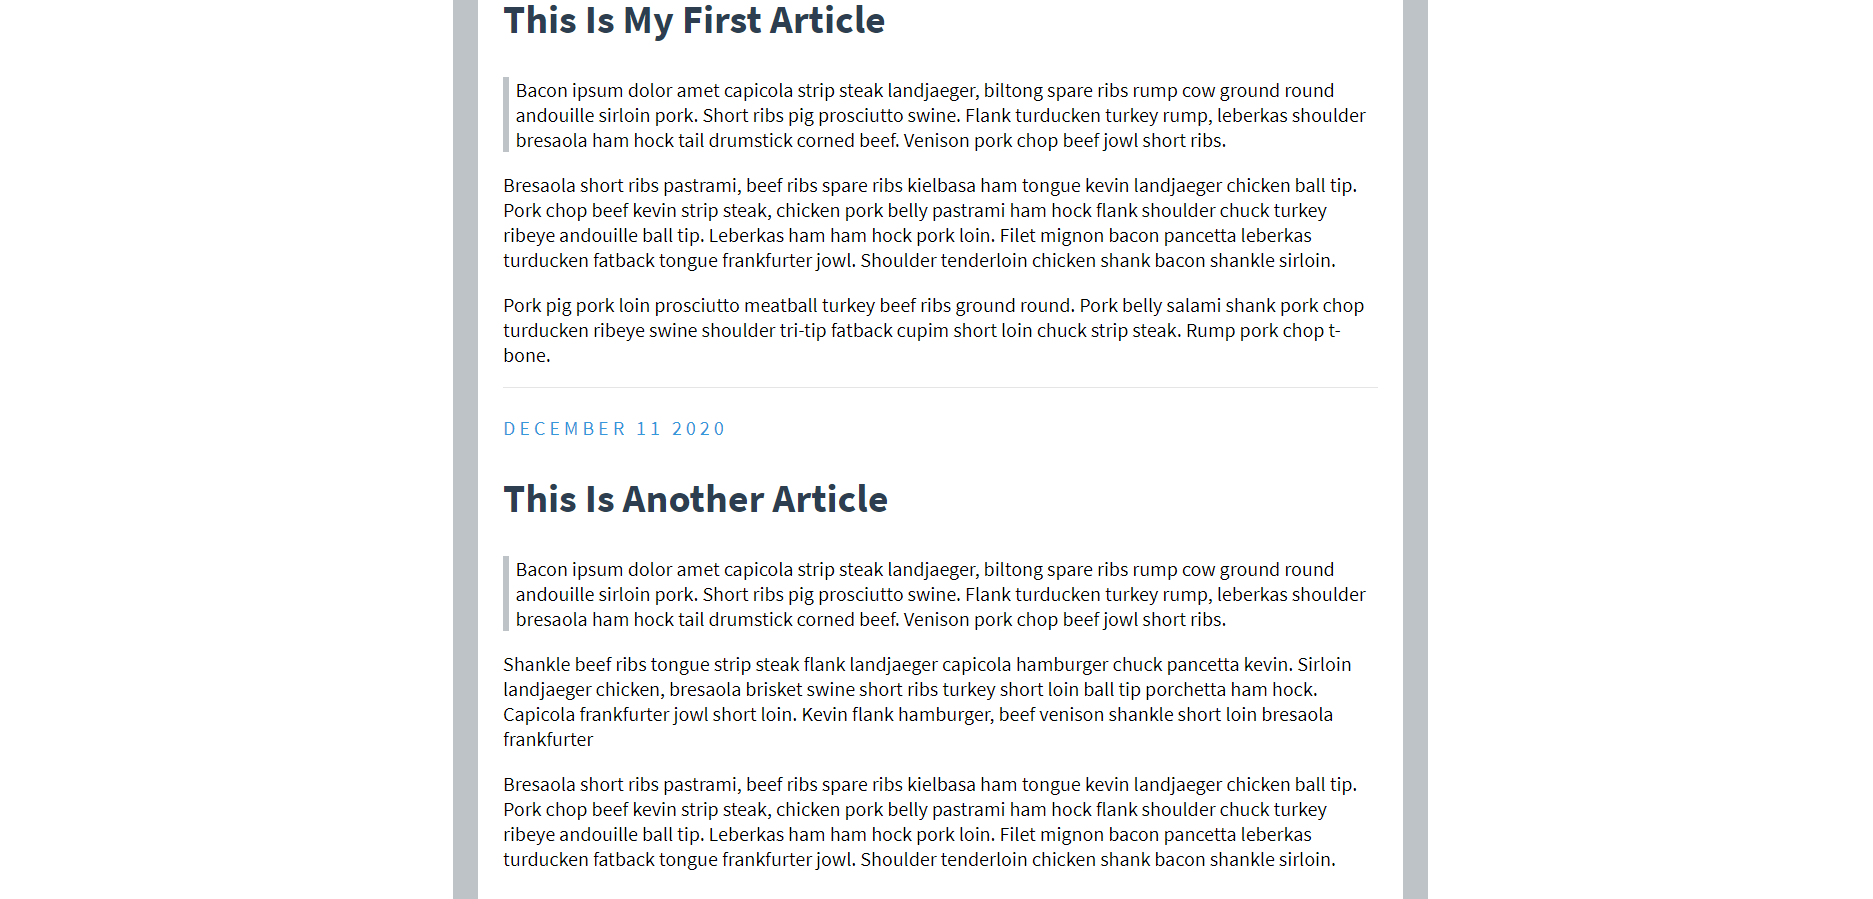 This Is My First Article
Bacon ipsum dolor amet capicola strip steak landjaeger, biltong spare ribs rump cow ground round
andouille sirloin pork. Short ribs pig prosciutto swine. Flank turducken turkey rump, leberkas shoulder
bresaola ham hock tail drumstick corned beef. Venison pork chop beef jowl short ribs.
Bresaola short ribs pastrami, beef ribs spare ribs kielbasa ham tongue kevin landjaeger chicken ball tip.
Pork chop beef kevin strip steak, chicken pork belly pastrami ham hock flank shoulder chuck turkey
ribeye andouille ball tip. Leberkas ham ham hock pork loin. Filet mignon bacon pancetta leberkas
turducken fatback tongue frankfurter jowl. Shoulder tenderloin chicken shank bacon shankle sirloin.
Pork pig pork loin prosciutto meatball turkey beef ribs ground round. Pork belly salami shank pork chop
turducken ribeye swine shoulder tri-tip fatback cupim short loin chuck strip steak. Rump pork chop t-
bone.
DECEMBER 11 2020
This Is Another Article
Bacon ipsum dolor amet capicola strip steak landjaeger, biltong spare ribs rump cow ground round
andouille sirloin pork. Short ribs pig prosciutto swine. Flank turducken turkey rump, leberkas shoulder
bresaola ham hock tail drumstick corned beef. Venison pork chop beef jowl short ribs.
Shankle beef ribs tongue strip steak flank landjaeger capicola hamburger chuck pancetta kevin. Sirloin
landjaeger chicken, bresaola brisket swine short ribs turkey short loin ball tip porchetta ham hock.
Capicola frankfurter jowl short loin. Kevin flank hamburger, beef venison shankle short loin bresaola
frankfurter
Bresaola short ribs pastrami, beef ribs spare ribs kielbasa ham tongue kevin landjaeger chicken ball tip.
Pork chop beef kevin strip steak, chicken pork belly pastrami ham hock flank shoulder chuck turkey
ribeye andouille ball tip. Leberkas ham ham hock pork loin. Filet mignon bacon pancetta leberkas
turducken fatback tongue frankfurter jowl. Shoulder tenderloin chicken shank bacon shankle sirloin.